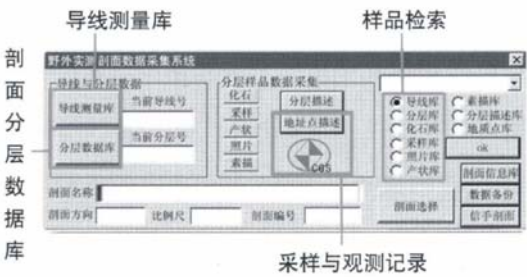 导线测量库
样品检索
剖面分层数据库
野外实测剖面数据采集系统
导线与分层数据
导线测量库
当前导线号
分层数据库
当前分层号
分层样品数据采集
化石
采样
产状
照片
素描
分层描述
地址点描述
C05
导线库
分层库
化石库
采样库
照片库
产状库
素描库
分层描述库
地质点库
ok
剖面信息库
数据备份
信手剖面
剖面选择
剖面名称
剖面方向
比例尺
剖面编号
采样与观测记录